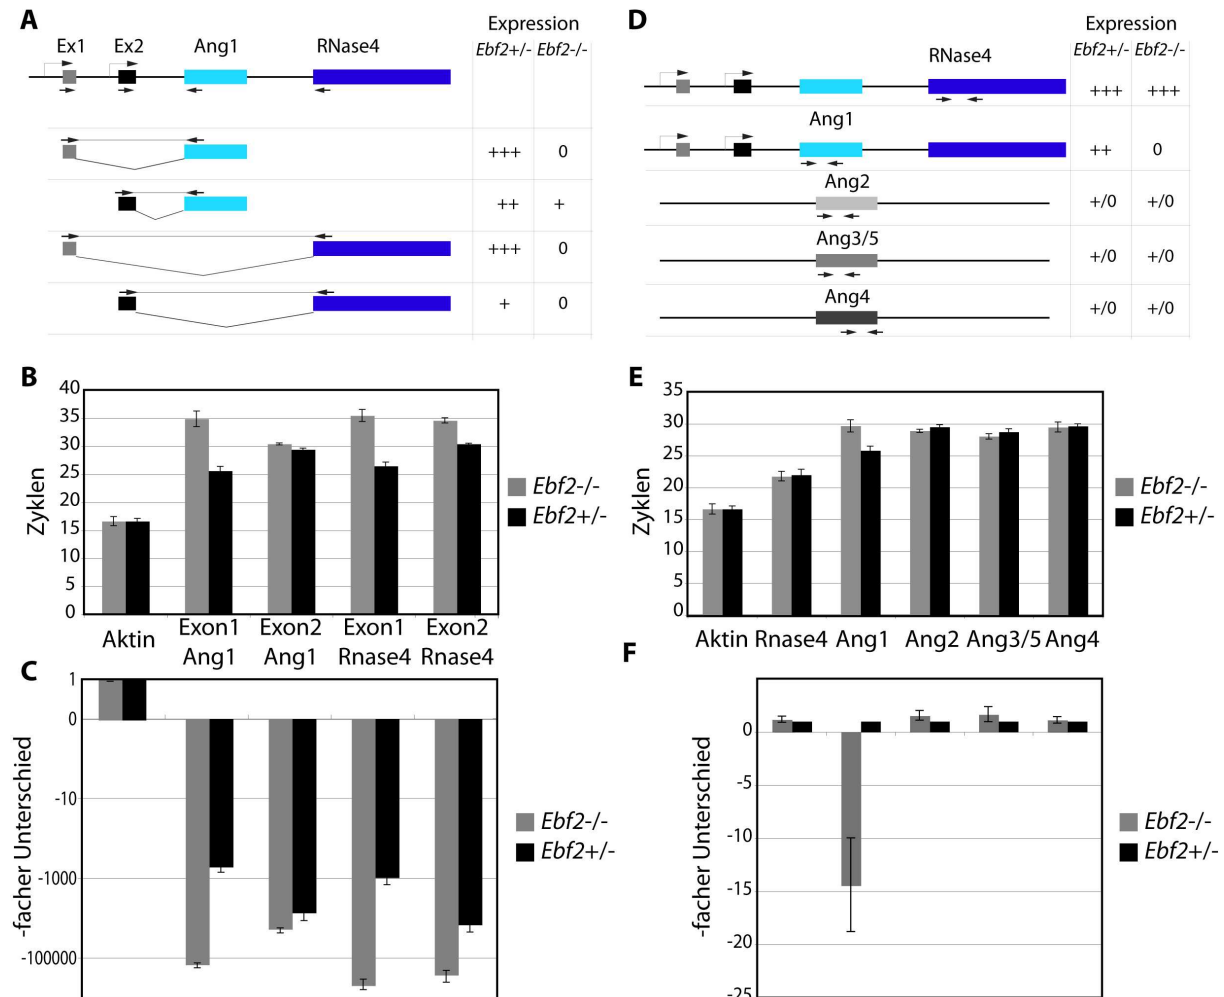 A
Expression
Ex1 Ex2 Ang1 RNase4
Ebf2+/- Ebf2-/-
+++ 0
++ +
+++ 0
+ 0
D
Expression
Ebf2+/- Ebf2-/-
RNase4
+++ +++
Ang1
++ 0
Ang2
+/0 +/0
Ang3/5
+/0 +/0
Ang4
+/0 +/0
B
Zyklen
40
35
30
25
20
15
10
5
0
Aktin
Exon1 Exon2 Exon1 Exon2
Ang1 Ang1 Rnase4 Rnase4
Ebf2-/-
Ebf2+/-
E
Zyklen
35
30
25
20
15
10
5
0
Aktin Rnase4 Ang1 Ang2 Ang3/5 Ang4
Ebf2-/-
Ebf2+/-
C
-facher Unterschied
1
0
-10
-1000
-100000
Ebf2-/-
Ebf2+/-
F
-facher Unterschied
0
-5
-10
-15
-20
-25
Ebf2-/-
Ebf2+/-